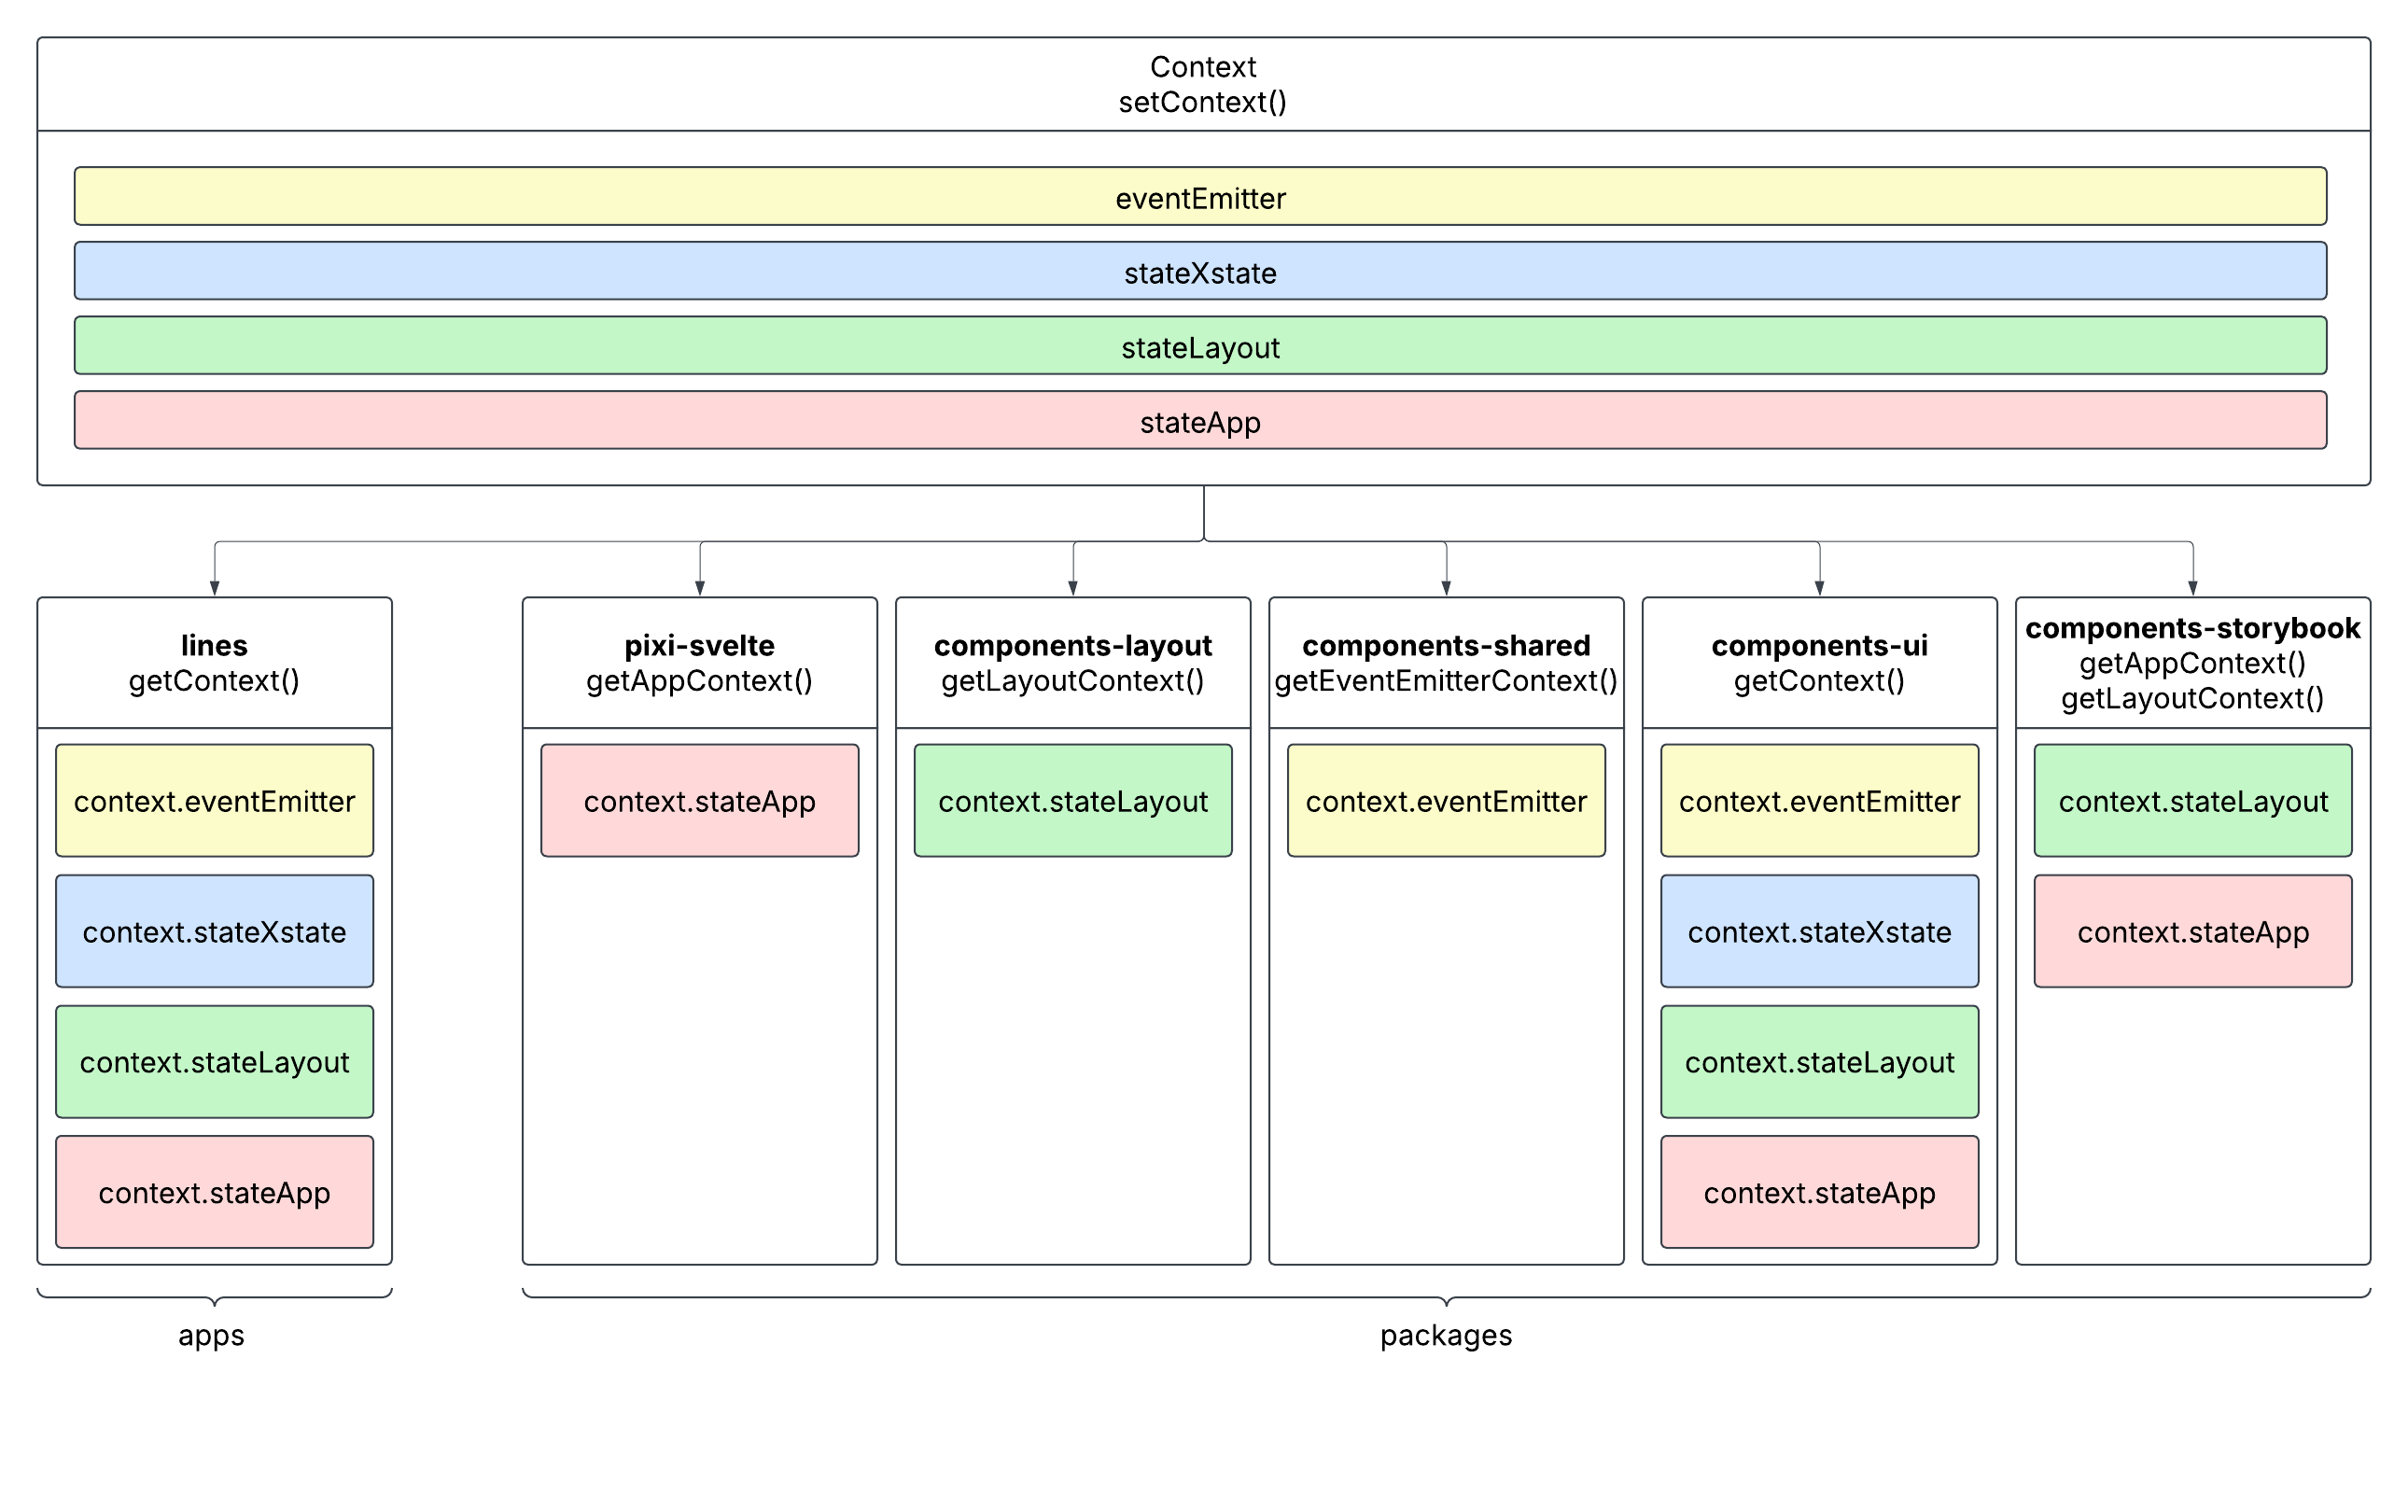 Context
setContext()
eventEmitter
stateXstate
stateLayout
stateApp
lines
getContext()
context.eventEmitter
context.stateXstate
context.stateLayout
context.stateApp
pixi-svelte
getAppContext()
context.stateApp
components-layout
getLayoutContext()
context.stateLayout
components-shared
getEventEmitterContext()
context.eventEmitter
components-ui
getContext()
context.eventEmitter
context.stateXstate
context.stateLayout
context.stateApp
components-storybook
getAppContext()
getLayoutContext()
context.stateLayout
context.stateApp
apps
packages